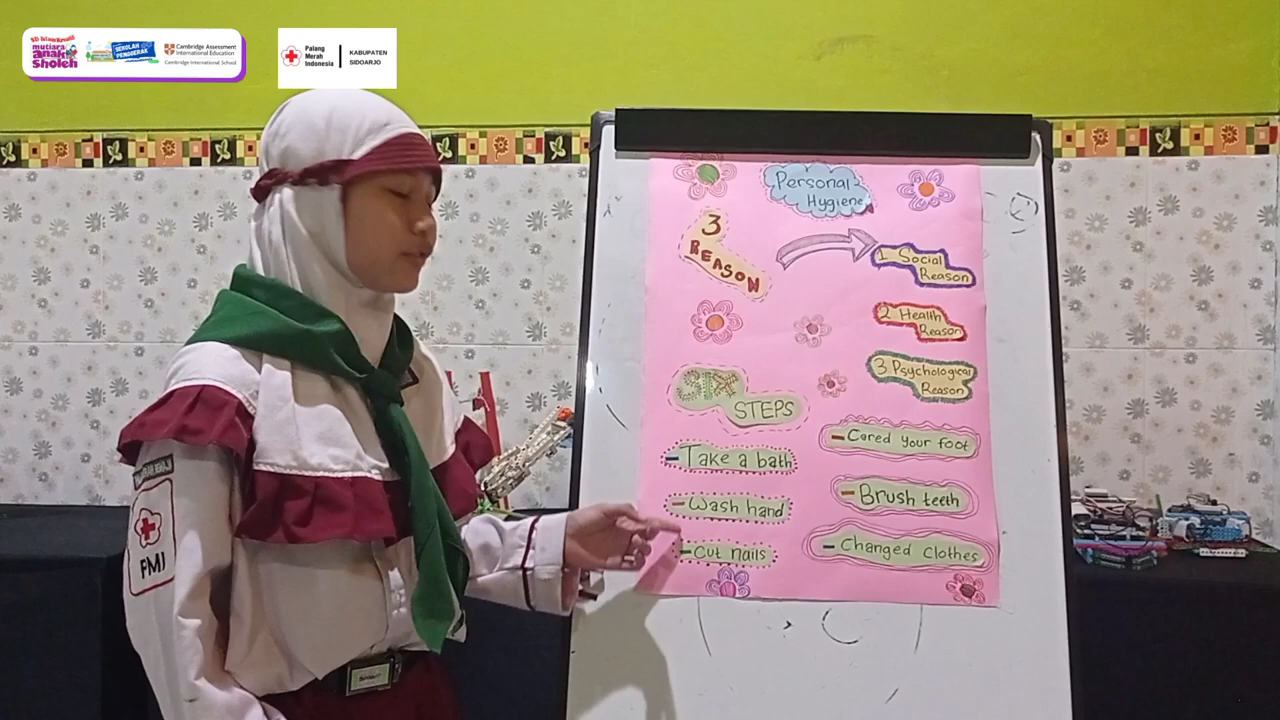 SD Islam Kreatif
mutiara
anak
sholeh
SEKOLAH
PENGGERAK
Cambridge Assessment
International Education
Cambridge International School
Palang
Merah
Indonesia
KABUPATEN
SIDOARJO
Personal
Hygiene
3
REASON
1 Social
Reason
2 Health
Reason
3 Psychological
Reason
SIX
STEPS
- Take a bath
- Wash hand
- Cut nails
- Cared your foot
- Brush teeth
- Changed clothes
PMI